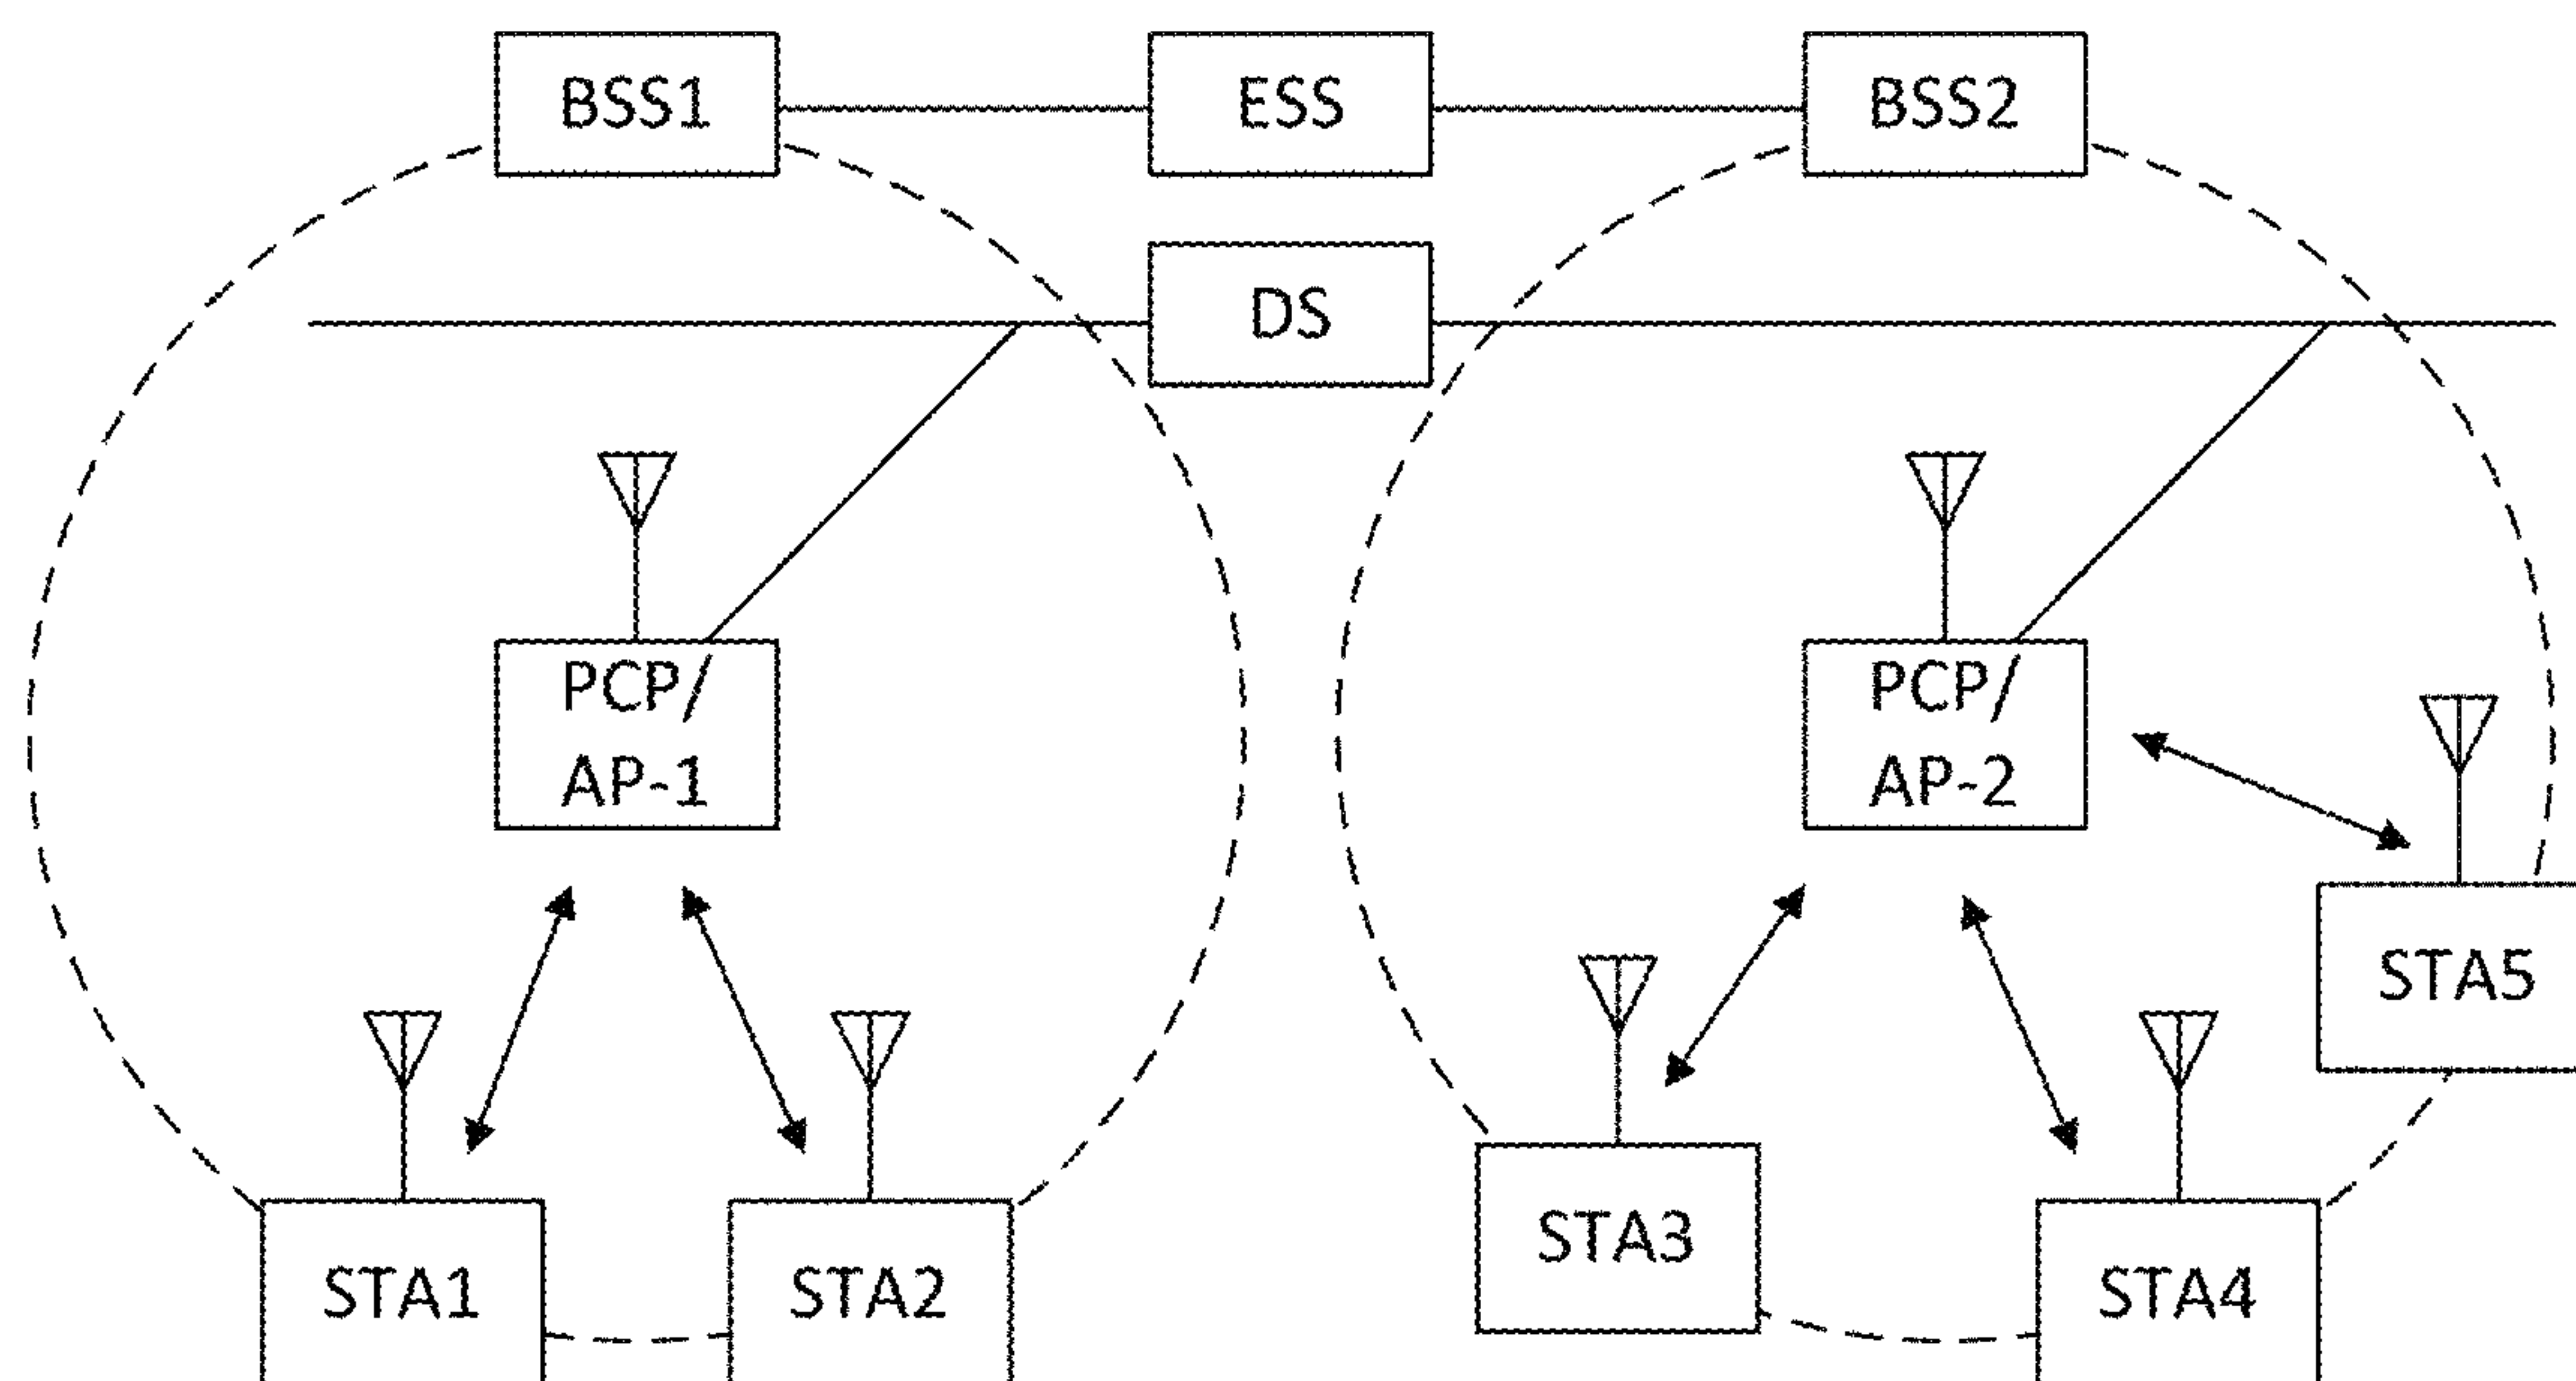 BSS1
ESS
BSS2
DS
PCP/
AP-1
PCP/
AP-2
STA5
STA3
STA1
STA2
STA4